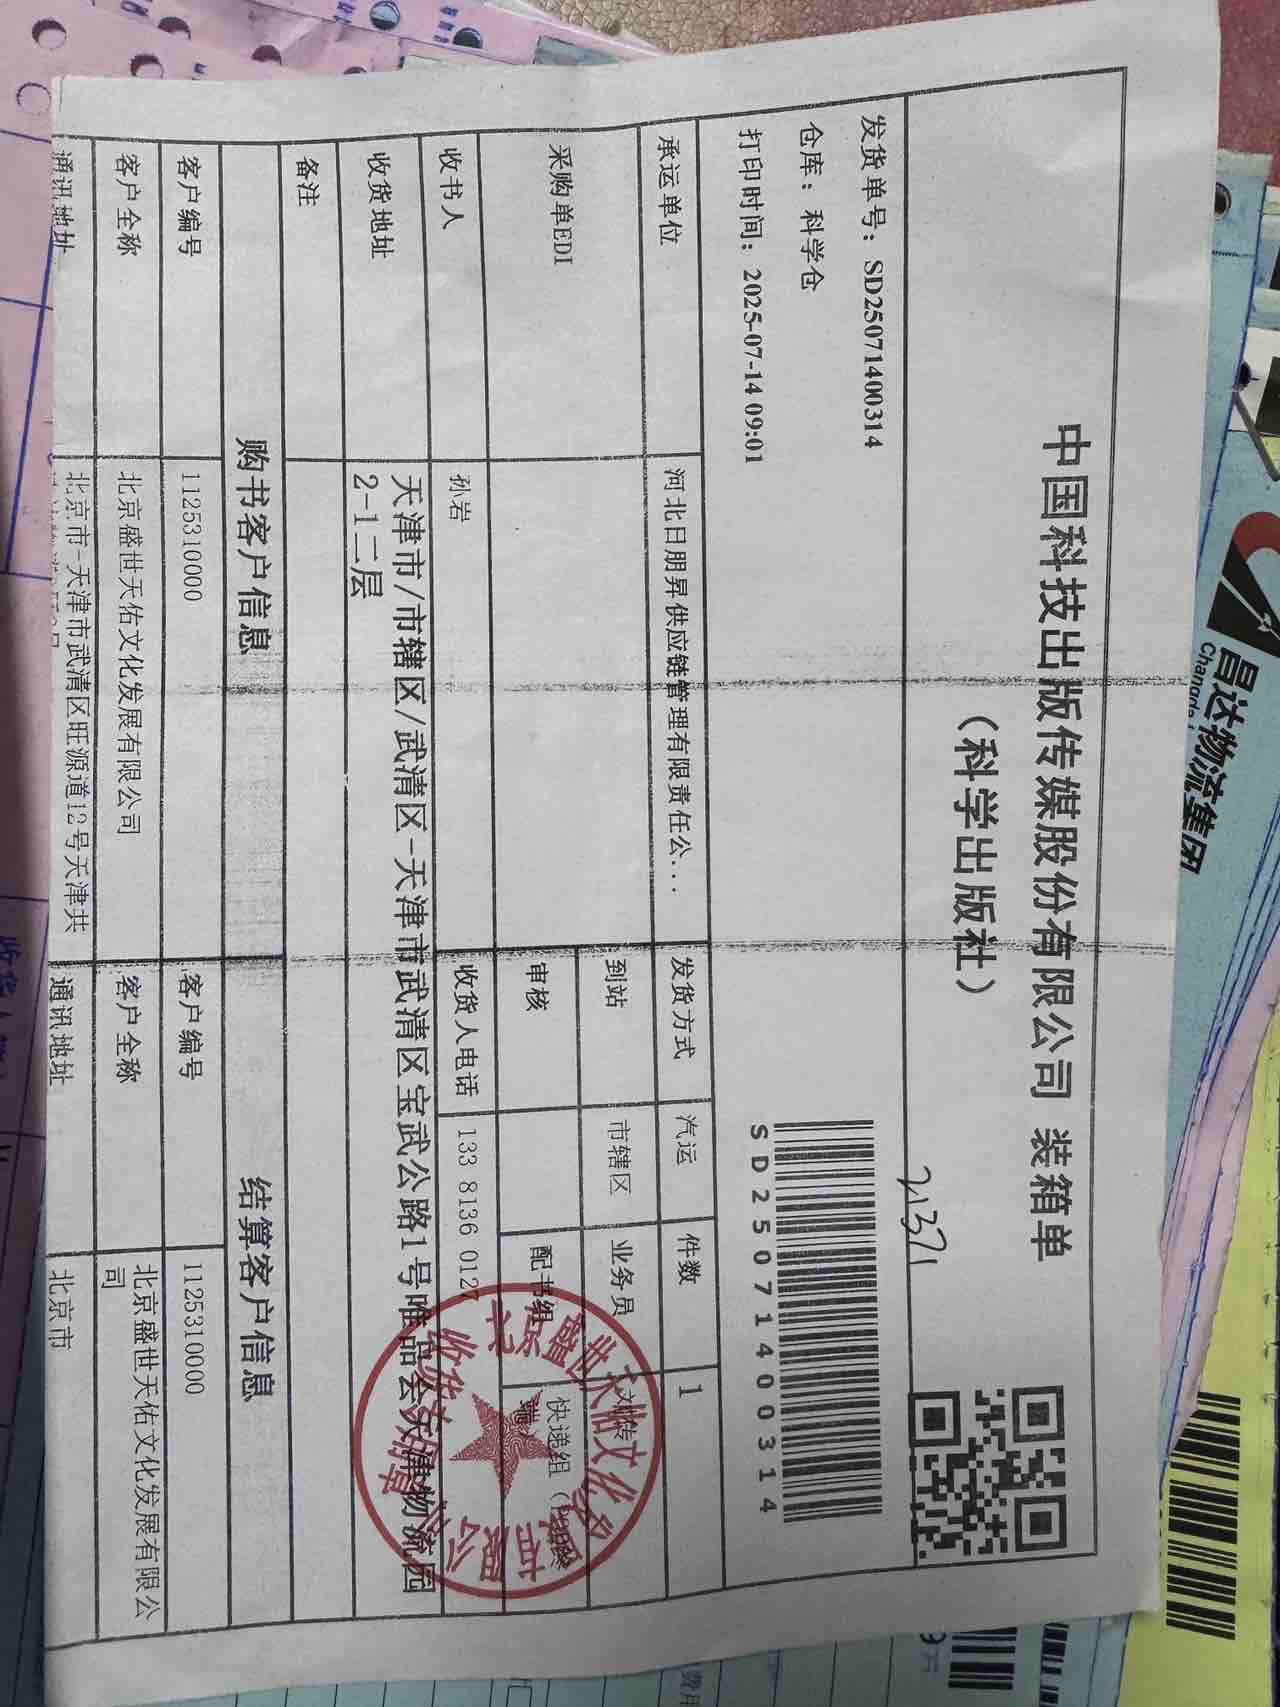 中国科技出版传媒股份有限公司 装箱单
（科学出版社）
21371
发货单号：SD250714​00314
仓库：科学仓
打印时间：2025-07-14 09:01
SD25071400314
承运单位 河北日朋昇供应链管理有限责任公... 发货方式 汽运 件数 1
采购单EDI 到站 市辖区 业务员
审核 配书组 快递组（
收书人 孙岩 收货人电话 133 8136 0127
收货地址 天津市/市辖区/武清区-天津市武清区宝武公路1号唯品会天津物流园
2-1二层
备注
购书客户信息 结算客户信息
客户编号 1125310000 客户编号 1125310000
客户全称 北京盛世天佑文化发展有限公司 客户全称 北京盛世天佑文化发展有限公司
通讯地址 北京市-天津市武清区旺源道12号天津共 通讯地址 北京市
昌达物流集团